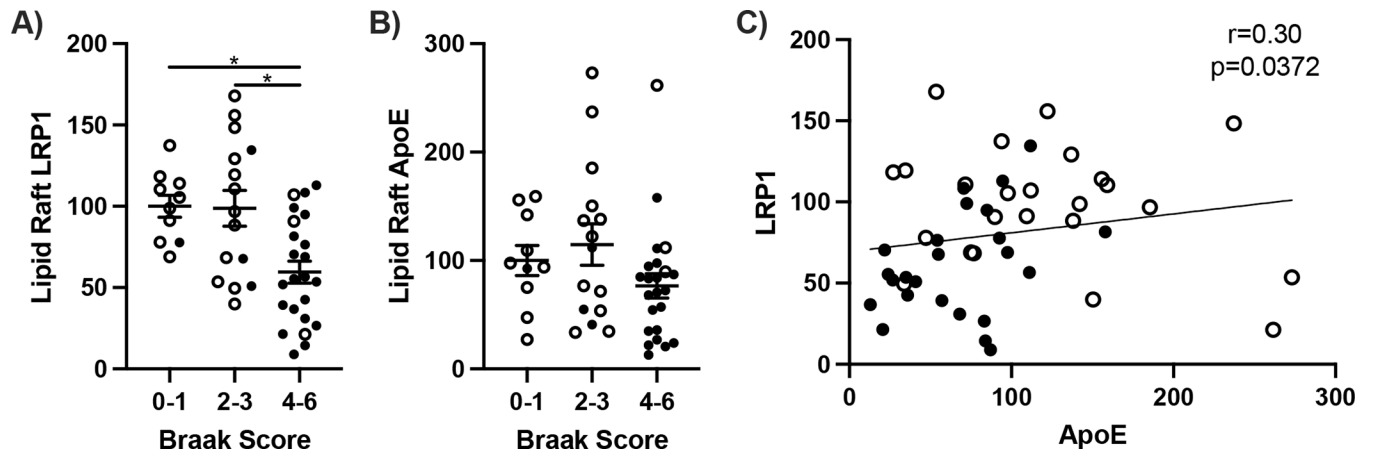 A)
Lipid Raft LRP1
200
150
100
50
0
*
*
0-1 2-3 4-6
Braak Score
B)
Lipid Raft ApoE
300
200
100
0
0-1 2-3 4-6
Braak Score
C)
LRP1
200
150
100
50
0
r=0.30
p=0.0372
0 100 200 300
ApoE